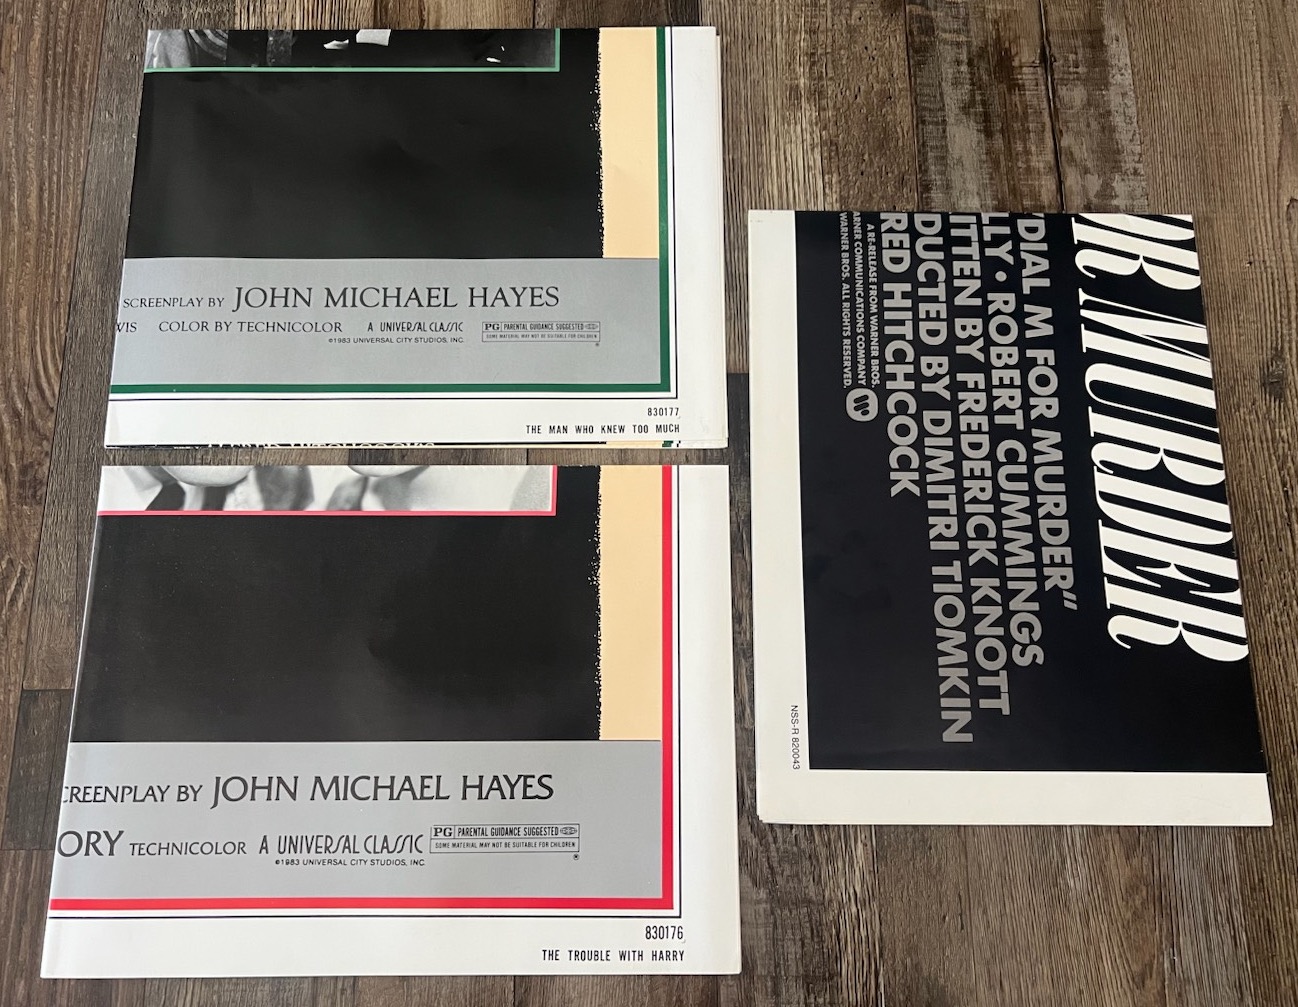 SCREENPLAY BY JOHN MICHAEL HAYES
WIS COLOR BY TECHNICOLOR A UNIVERSAL CLASSIC PG PARENTAL GUIDANCE SUGGESTED
SOME MATERIAL MAY NOT BE SUITABLE FOR CHILDREN
©1983 UNIVERSAL CITY STUDIOS, INC.
®
830177
THE MAN WHO KNEW TOO MUCH
CREENPLAY BY JOHN MICHAEL HAYES
ORY TECHNICOLOR A UNIVERSAL CLASSIC PG PARENTAL GUIDANCE SUGGESTED
SOME MATERIAL MAY NOT BE SUITABLE FOR CHILDREN
©1983 UNIVERSAL CITY STUDIOS, INC.
®
830176
THE TROUBLE WITH HARRY
OR MURDER
"DIAL M FOR MURDER"
LLY • ROBERT CUMMINGS
ITTEN BY FREDERICK KNOTT
DUCTED BY DIMITRI TIOMKIN
RED HITCHCOCK
A RE-RELEASE FROM WARNER BROS.
ARNER COMMUNICATIONS COMPANY
WARNER BROS. ALL RIGHTS RESERVED.
NSS-R 820043